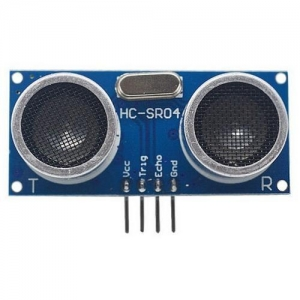 HC-SR04
Vcc
Trig
Echo
Gnd
T
R